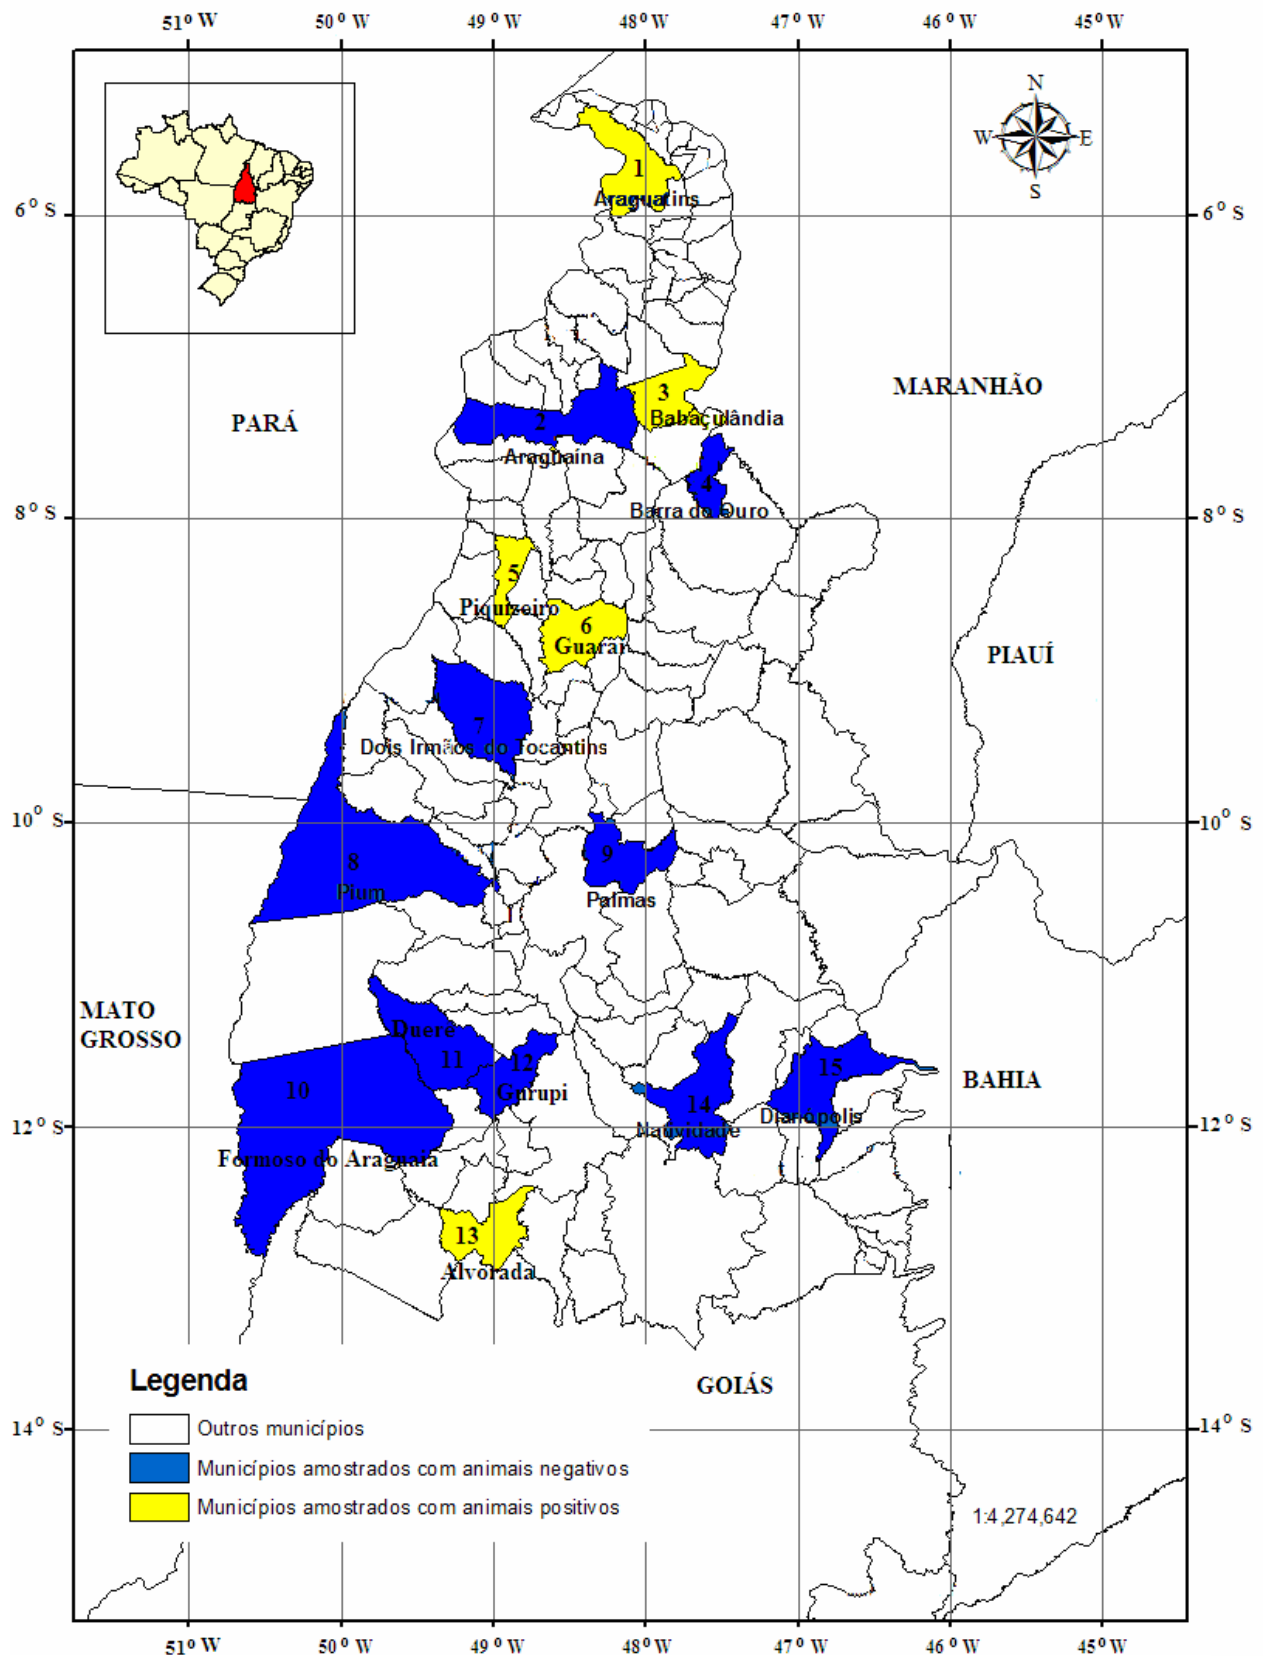 51° W 50° W 49° W 48° W 47° W 46° W 45° W
N
W E
S
1
Araguatins
6° S 6° S
MARANHÃO
3
PARÁ
2
Babaçulândia
Araguaína
4
Barra do Ouro
8° S 8° S
5
Piquizeiro
6
Guaraí
PIAUÍ
7
Dois Irmãos do Tocantins
10° S 10° S
8
9
Pium
Palmas
MATO
GROSSO
Dueré
11
12
15
10
Gurupi
BAHIA
14
Dianópolis
12° S 12° S
Natividade
Formoso do Araguaia
13
Alvorada
Legenda
GOIÁS
Outros municípios
14° S 14° S
Municípios amostrados com animais negativos
Municípios amostrados com animais positivos
1:4,274,642
51° W 50° W 49° W 48° W 47° W 46° W 45° W